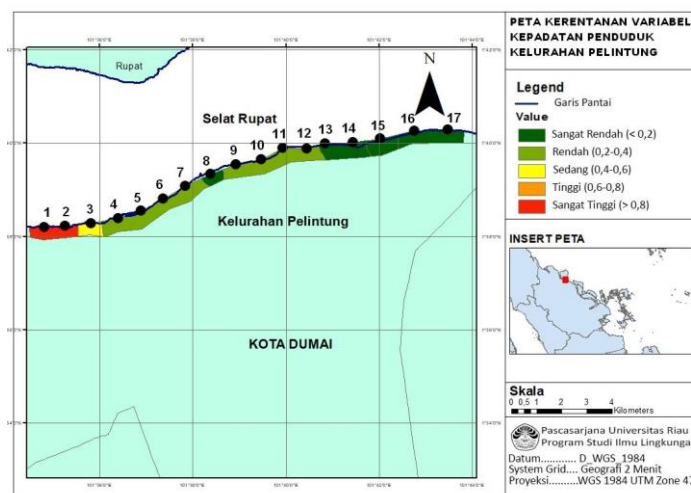 PETA KERENTANAN VARIABEL
KEPADATAN PENDUDUK
KELURAHAN PELINTUNG
Legend
Garis Pantai
Value
Sangat Rendah (< 0,2)
Rendah (0,2-0,4)
Sedang (0,4-0,6)
Tinggi (0,6-0,8)
Sangat Tinggi (> 0,8)
INSERT PETA
Skala
0 0,5 1 2 3 4
Kilometers
Pascasarjana Universitas Riau
Program Studi Ilmu Lingkunga
Datum........... D_WGS_1984
System Grid.... Geografi 2 Menit
Proyeksi.........WGS 1984 UTM Zone 47
Rupat
N
Selat Rupat
1 2 3 4 5 6 7 8 9 10 11 12 13 14 15 16 17
Kelurahan Pelintung
KOTA DUMAI